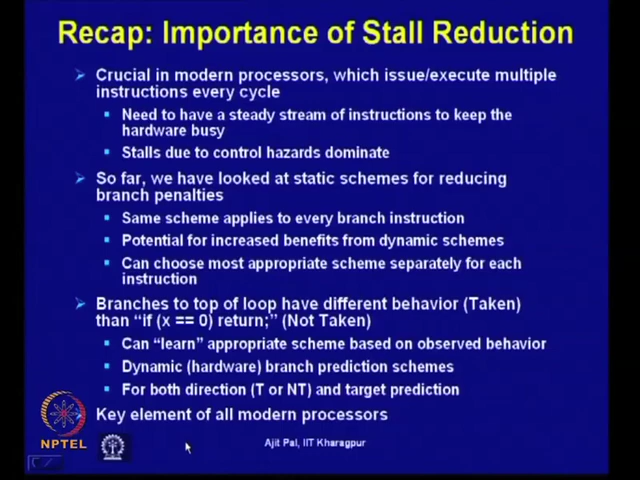 Recap: Importance of Stall Reduction
Crucial in modern processors, which issue/execute multiple
instructions every cycle
Need to have a steady stream of instructions to keep the
hardware busy
Stalls due to control hazards dominate
So far, we have looked at static schemes for reducing
branch penalties
Same scheme applies to every branch instruction
Potential for increased benefits from dynamic schemes
Can choose most appropriate scheme separately for each
instruction
Branches to top of loop have different behavior (Taken)
than “if (x == 0) return;” (Not Taken)
Can “learn” appropriate scheme based on observed behavior
Dynamic (hardware) branch prediction schemes
For both direction (T or NT) and target prediction
Key element of all modern processors
NPTEL
Ajit Pal, IIT Kharagpur